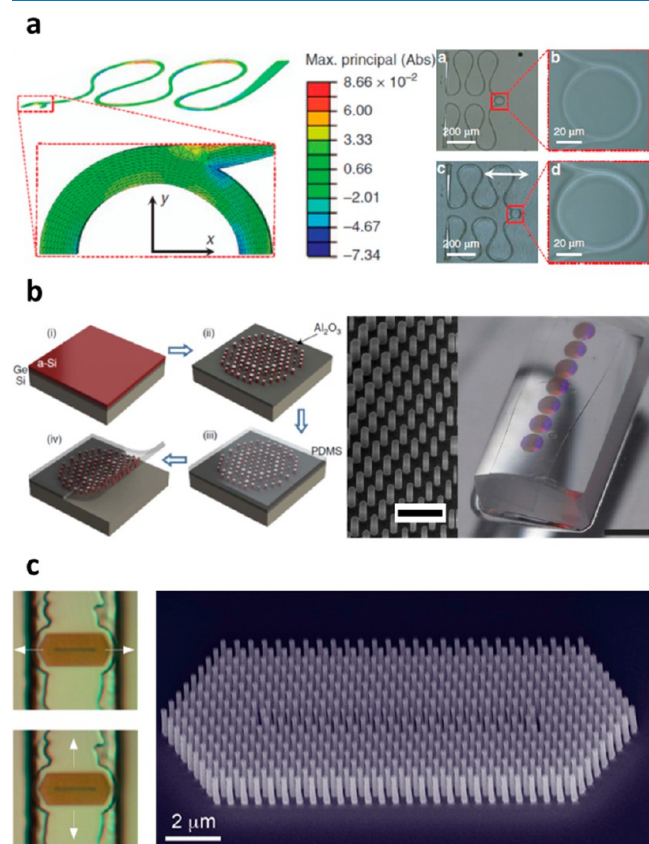 a
Max. principal (Abs)
8.66 × 10⁻²
6.00
3.33
0.66
−2.01
−4.67
−7.34
y
x
a
200 μm
b
20 μm
c
200 μm
d
20 μm
b
(i)
a-Si
Ge
Si
(ii)
Al₂O₃
(iv)
(iii)
PDMS
c
2 μm